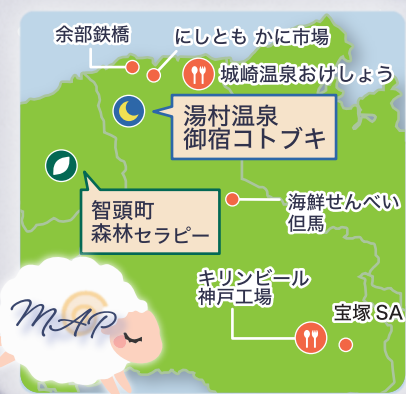 余部鉄橋
にしとも かに市場
城崎温泉おけしょう
湯村温泉
御宿コトブキ
智頭町
森林セラピー
海鮮せんべい
但馬
キリンビール
神戸工場
宝塚SA
MAP